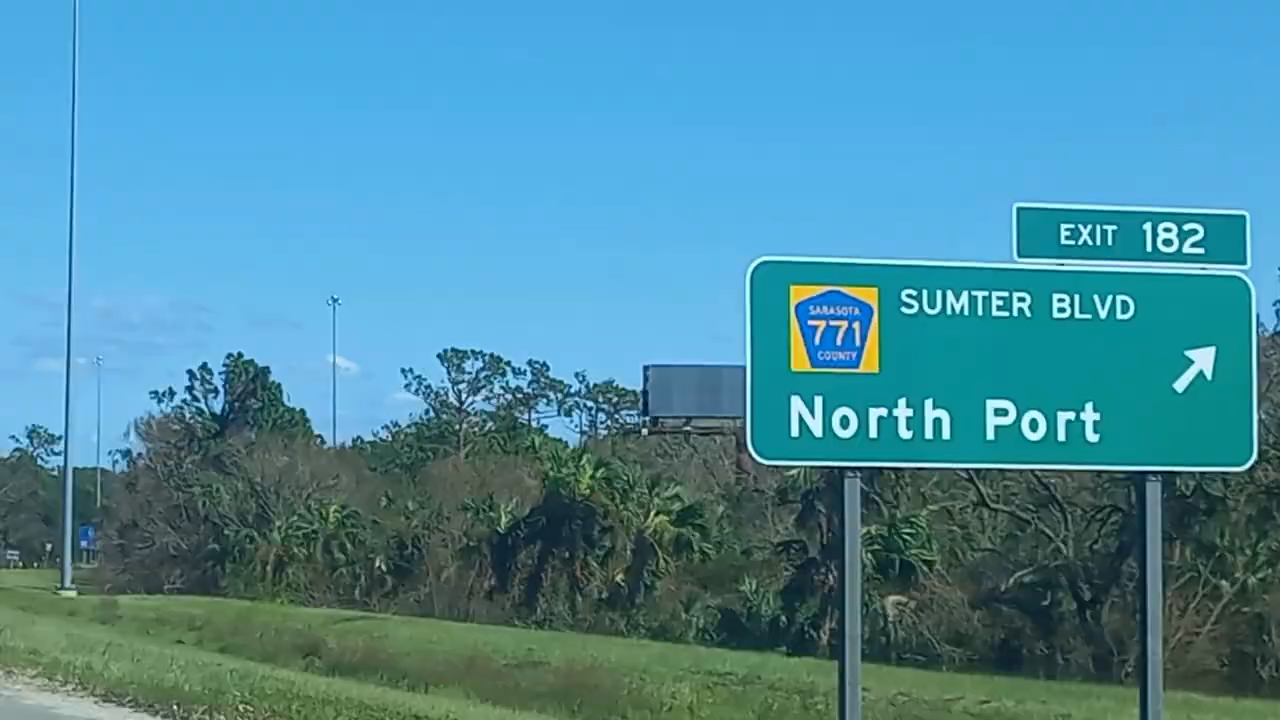 EXIT 182
SUMTER BLVD
SARASOTA
771
COUNTY
North Port